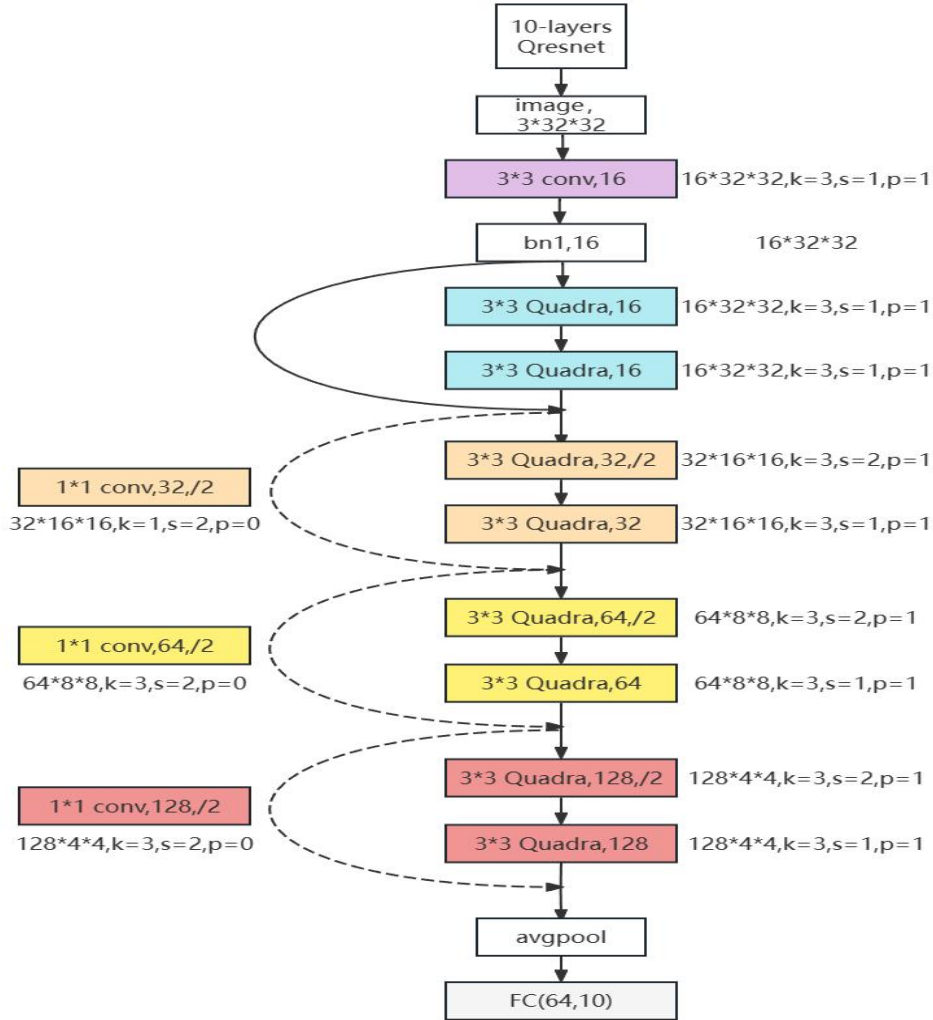 10-layers
Qresnet
image,
3*32*32
3*3 conv,16
16*32*32,k=3,s=1,p=1
bn1,16
16*32*32
3*3 Quadra,16
16*32*32,k=3,s=1,p=1
3*3 Quadra,16
16*32*32,k=3,s=1,p=1
3*3 Quadra,32,/2
32*16*16,k=3,s=2,p=1
1*1 conv,32,/2
32*16*16,k=1,s=2,p=0
3*3 Quadra,32
32*16*16,k=3,s=1,p=1
3*3 Quadra,64,/2
64*8*8,k=3,s=2,p=1
1*1 conv,64,/2
64*8*8,k=3,s=2,p=0
3*3 Quadra,64
64*8*8,k=3,s=1,p=1
3*3 Quadra,128,/2
128*4*4,k=3,s=2,p=1
1*1 conv,128,/2
128*4*4,k=3,s=2,p=0
3*3 Quadra,128
128*4*4,k=3,s=1,p=1
avgpool
FC(64,10)